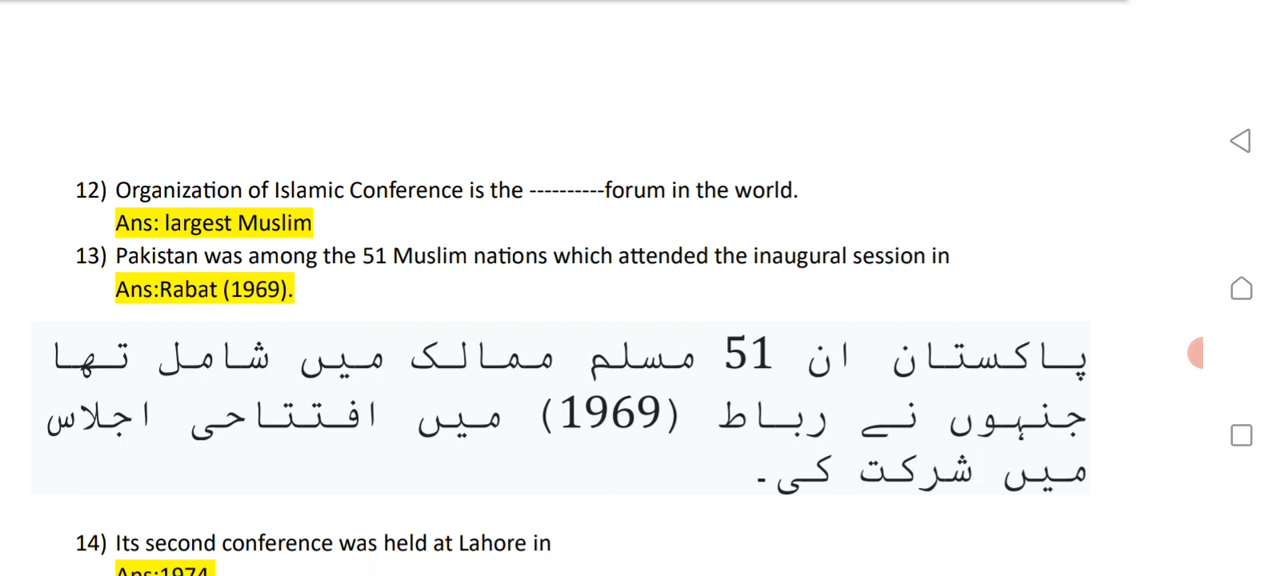 12) Organization of Islamic Conference is the ----------forum in the world.
Ans: largest Muslim
13) Pakistan was among the 51 Muslim nations which attended the inaugural session in
Ans:Rabat (1969).
پاکستان ان 51 مسلم ممالک میں شامل تھا
جنہوں نے رباط (1969) میں افتتاحی اجلاس
میں شرکت کی۔
14) Its second conference was held at Lahore in
Ans:1974